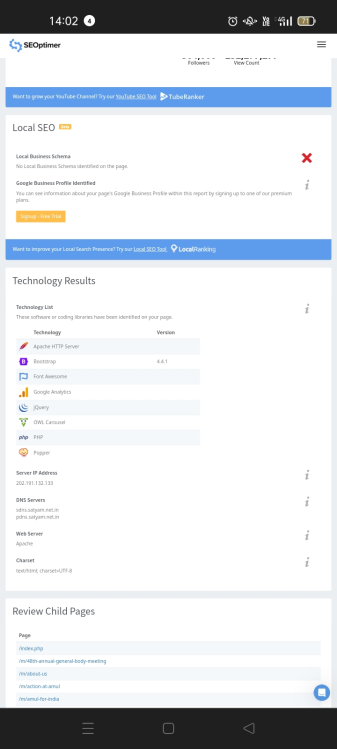 14:02 4
4G 71
SEOptimer
Followers View Count
Want to grow your YouTube Channel? Try our YouTube SEO Tool TubeRanker
Local SEO Beta
Local Business Schema
No Local Business Schema identified on the page.
Google Business Profile Identified
You can see information about your page's Google Business Profile within this report by signing up to one of our premium
plans.
Signup - Free Trial
Want to improve your Local Search Presence? Try our Local SEO Tool LocalRanking
Technology Results
Technology List
These software or coding libraries have been identified on your page.
Technology Version
Apache HTTP Server
B Bootstrap 4.4.1
Font Awesome
Google Analytics
jQuery
OWL Carousel
php PHP
Popper
Server IP Address
202.191.132.133
DNS Servers
sdns.satyam.net.in
pdns.satyam.net.in
Web Server
Apache
Charset
text/html; charset=UTF-8
Review Child Pages
Page
/index.php
/m/48th-annual-general-body-meeting
/m/about-us
/m/action-at-amul
/m/amul-for-india